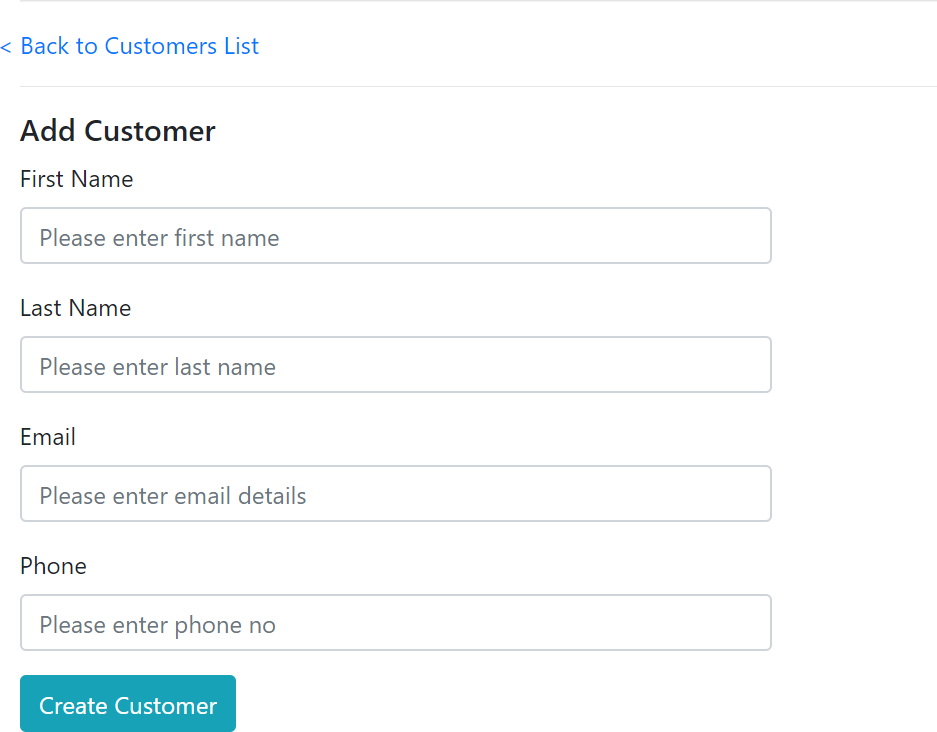 < Back to Customers List
Add Customer
First Name
Please enter first name
Last Name
Please enter last name
Email
Please enter email details
Phone
Please enter phone no
Create Customer